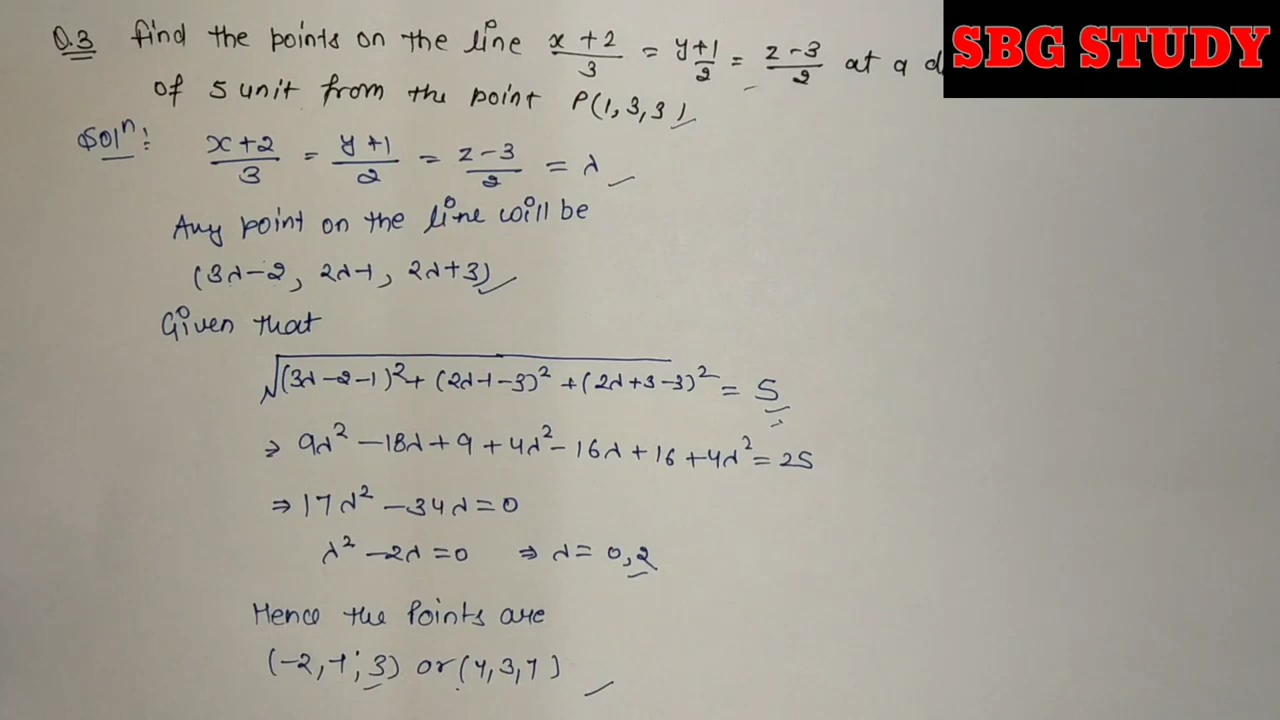 Q.3 find the points on the line (x+2)/3 = (y+1)/2 = (z-3)/2 at a
SBG STUDY
of 5 unit from the point P(1,3,3)
Solⁿ:
(x+2)/3 = (y+1)/2 = (z-3)/2 = λ
Any point on the line will be
(3λ-2, 2λ-1, 2λ+3)
Given that
√((3λ-2-1)²+(2λ-1-3)²+(2λ+3-3)²) = 5
⇒ 9λ²-18λ+9+4λ²-16λ+16+4λ²=25
⇒ 17λ²-34λ=0
λ²-2λ=0 ⇒ λ=0,2
Hence the Points are
(-2,-1,3) or (4,3,7)